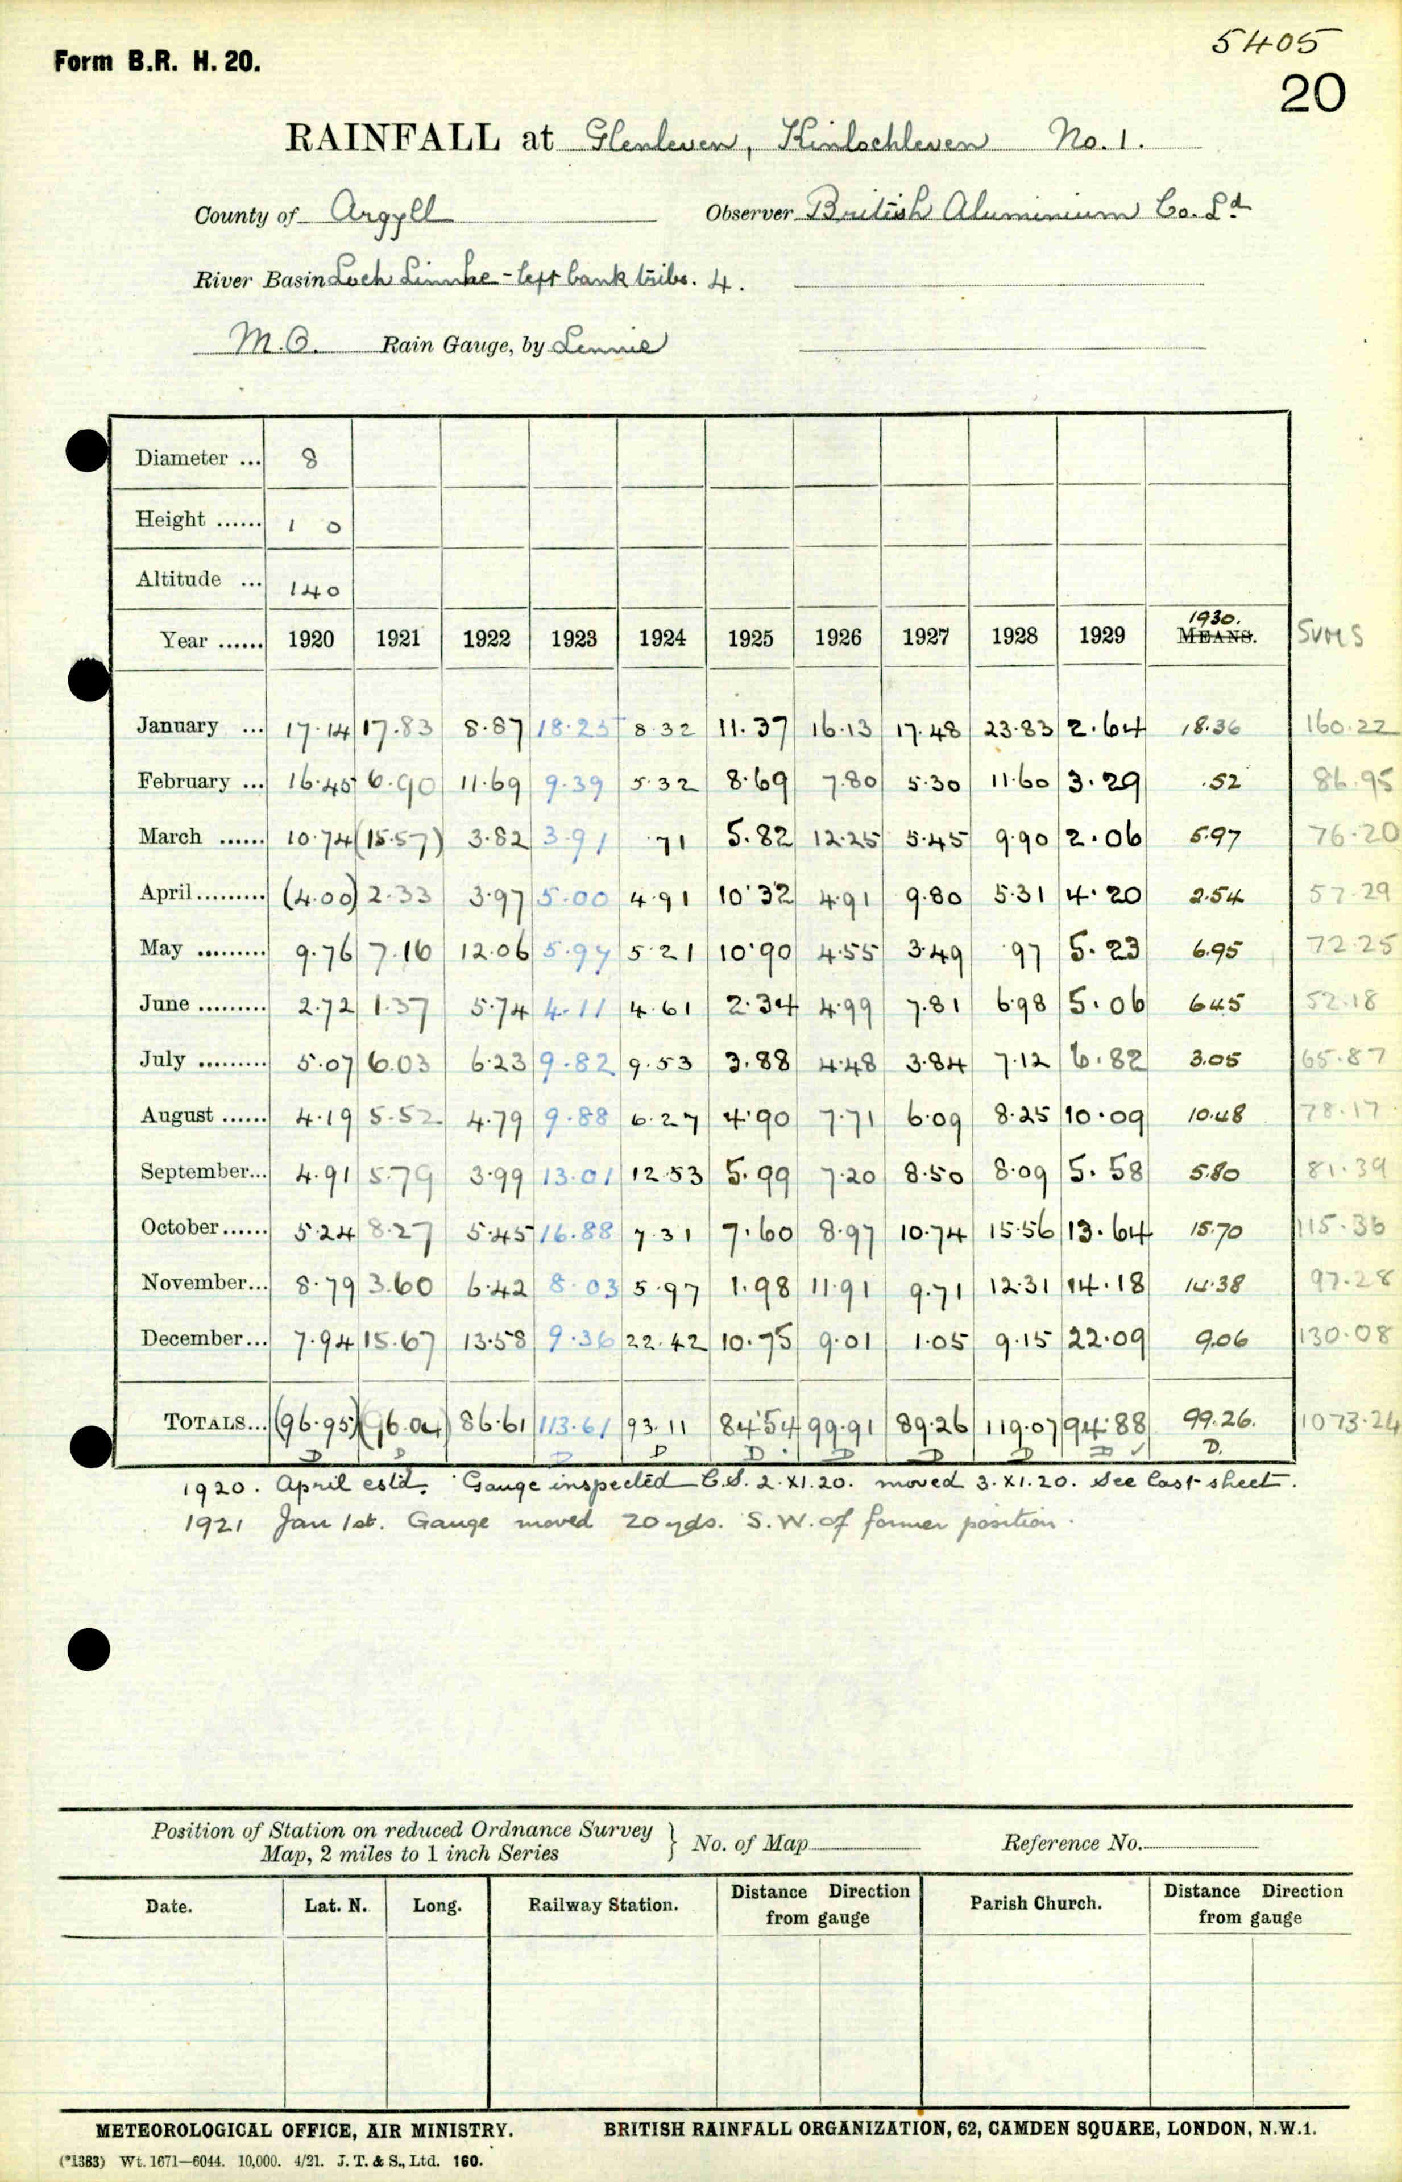 5405
Form B.R. H. 20.
20
RAINFALL at Glenleven, Kinlochleven No. 1.
County of Argyll Observer British Aluminium Co. Ld
River Basin Loch Linnhe - left bank tribs. 4.
M.O. Rain Gauge, by Lennie
Diameter ... 8
Height ...... 1 0
Altitude ... 140
1930.
Year ...... 1920 1921 1922 1923 1924 1925 1926 1927 1928 1929 MEANS. SUMS
January ... 17.14 17.83 8.87 18.23 8.32 11.37 16.13 17.48 23.83 2.64 18.36 160.22
February ... 16.45 6.90 11.69 9.39 5.32 8.69 7.80 5.30 11.60 3.29 .52 86.95
March ...... 10.74 (15.57) 3.82 3.91 .71 5.82 12.25 5.45 9.90 2.06 5.97 76.20
April......... (4.00) 2.33 3.97 5.00 4.91 10.32 4.91 9.80 5.31 4.20 2.54 57.29
May ......... 9.76 7.16 12.06 5.97 5.21 10.90 4.55 3.49 .97 5.23 6.95 72.25
June ......... 2.72 1.37 5.74 4.11 4.61 2.34 4.99 7.81 6.98 5.06 6.45 52.18
July ......... 5.07 6.03 6.23 9.82 9.53 3.88 4.48 3.84 7.12 6.82 3.05 65.87
August ...... 4.19 5.52 4.79 9.88 6.27 4.90 7.71 6.09 8.25 10.09 10.48 78.17
September... 4.91 5.79 3.99 13.01 12.53 5.99 7.20 8.50 8.09 5.58 5.80 81.39
October...... 5.24 8.27 5.45 16.88 7.31 7.60 8.97 10.74 15.56 13.64 15.70 115.36
November... 8.79 3.60 6.42 8.03 5.97 1.98 11.91 9.71 12.31 14.18 14.38 97.28
December... 7.94 15.67 13.58 9.36 22.42 10.75 9.01 1.05 9.15 22.09 9.06 130.08
TOTALS... (96.95) (96.04) 86.61 113.61 93.11 84.54 99.91 89.26 119.07 94.88 99.26. 1073.24
D D D D D D D D D ✓ D.
1920. April estd. Gauge inspected C.S. 2.XI.20. moved 3.XI.20. See last sheet.
1921 Jan 1st. Gauge moved 20 yds. S.W. of former position.
Position of Station on reduced Ordnance Survey
Map, 2 miles to 1 inch Series } No. of Map Reference No.
Date. Lat. N. Long. Railway Station. Distance Direction from gauge Parish Church. Distance Direction from gauge
METEOROLOGICAL OFFICE, AIR MINISTRY. BRITISH RAINFALL ORGANIZATION, 62, CAMDEN SQUARE, LONDON, N.W.1.
(*1383) Wt. 1671—6044. 10,000. 4/21. J. T. & S., Ltd. 160.